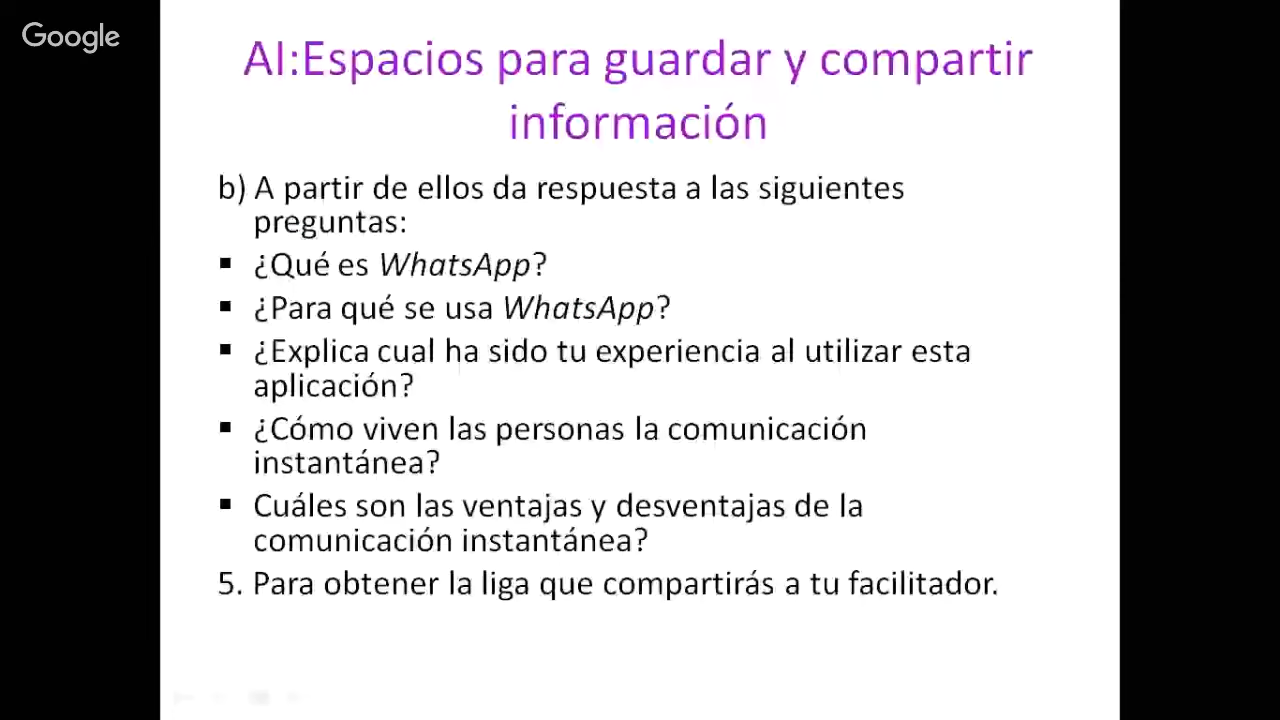 Google
AI:Espacios para guardar y compartir
información
b) A partir de ellos da respuesta a las siguientes
preguntas:
▪ ¿Qué es WhatsApp?
▪ ¿Para qué se usa WhatsApp?
▪ ¿Explica cual ha sido tu experiencia al utilizar esta
aplicación?
▪ ¿Cómo viven las personas la comunicación
instantánea?
▪ Cuáles son las ventajas y desventajas de la
comunicación instantánea?
5. Para obtener la liga que compartirás a tu facilitador.